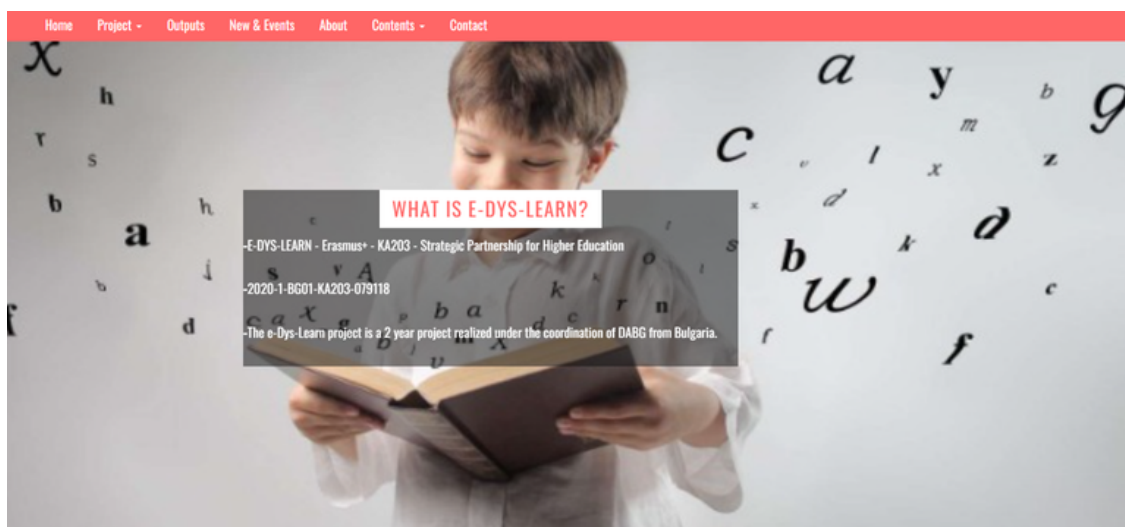 Home Project Outputs New & Events About Contents Contact
WHAT IS E-DYS-LEARN?
-E-DYS-LEARN - Erasmus+ - KA203 - Strategic Partnership for Higher Education
-2020-1-BG01-KA203-079118
-The e-Dys-Learn project is a 2 year project realized under the coordination of DABG from Bulgaria.